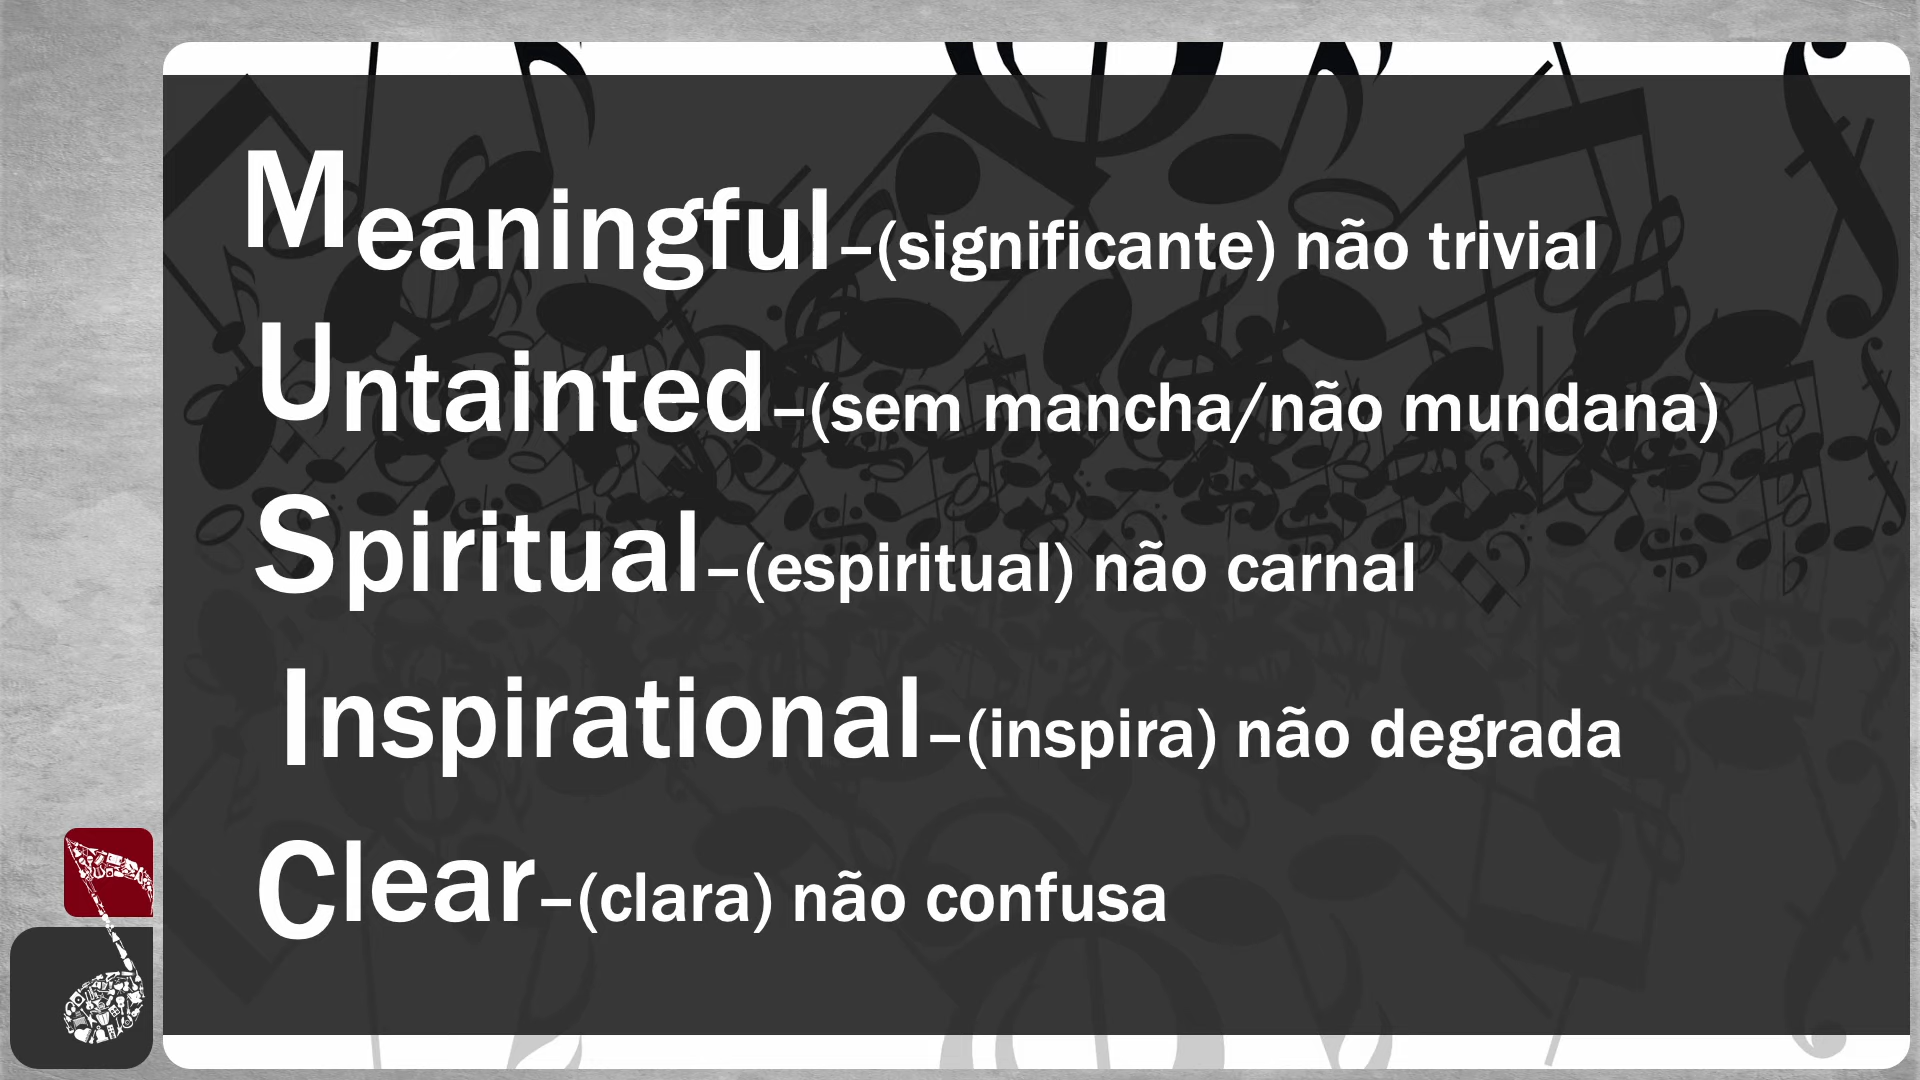 Meaningful–(significante) não trivial
Untainted–(sem mancha/não mundana)
Spiritual–(espiritual) não carnal
Inspirational–(inspira) não degrada
Clear–(clara) não confusa